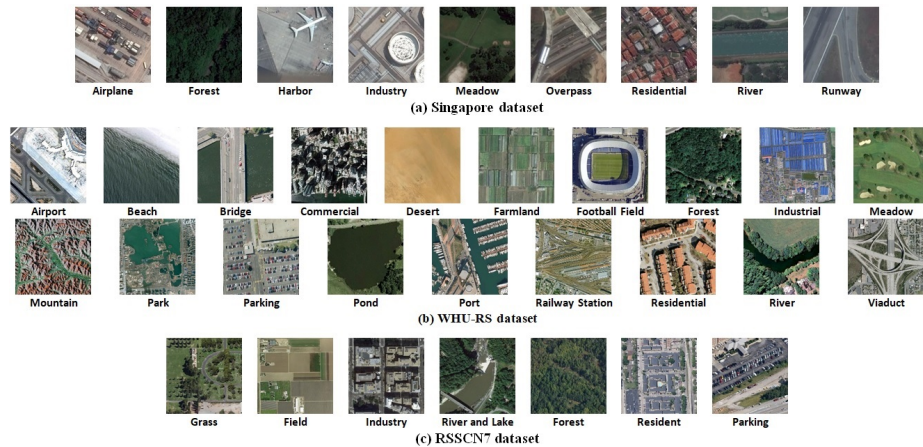 Airplane Forest Harbor Industry Meadow Overpass Residential River Runway
(a) Singapore dataset
Airport Beach Bridge Commercial Desert Farmland Football Field Forest Industrial Meadow
Mountain Park Parking Pond Port Railway Station Residential River Viaduct
(b) WHU-RS dataset
Grass Field Industry River and Lake Forest Resident Parking
(c) RSSCN7 dataset